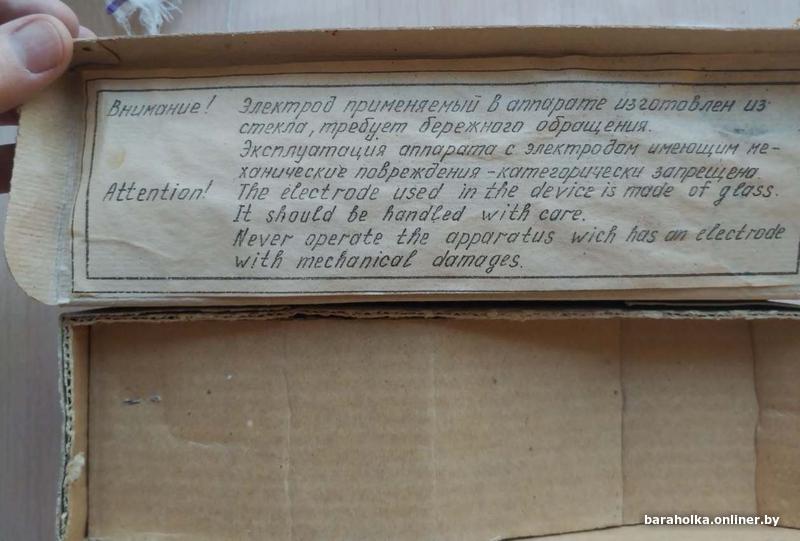 Внимание! Электрод применяемый в аппарате изготовлен из
стекла, требует бережного обращения.
Эксплуатация аппарата с электродом имеющим ме-
ханические повреждения - категорически запрещена.
Attention! The electrode used in the device is made of glass.
It should be handled with care.
Never operate the apparatus wich has an electrode
with mechanical damages.
baraholka.onliner.by